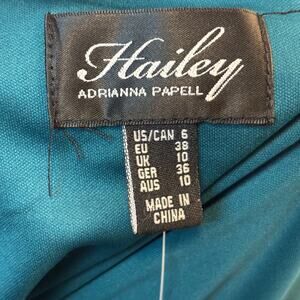 Hailey
ADRIANNA PAPELL
US/CAN 6
EU 38
UK 10
GER 36
AUS 10
MADE IN
CHINA